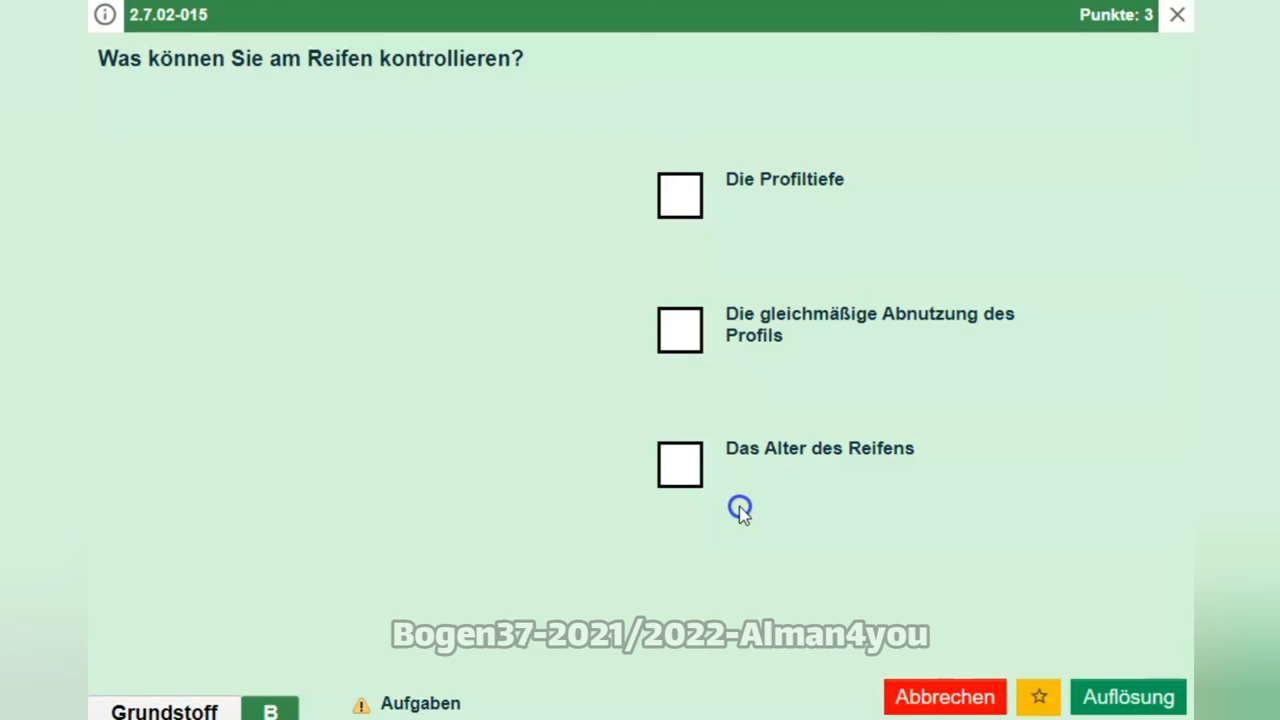 2.7.02-015
Punkte: 3
Was können Sie am Reifen kontrollieren?
Die Profiltiefe
Die gleichmäßige Abnutzung des
Profils
Das Alter des Reifens
Bogen37-2021/2022-Alman4you
Grundstoff
B
Aufgaben
Abbrechen
Auflösung